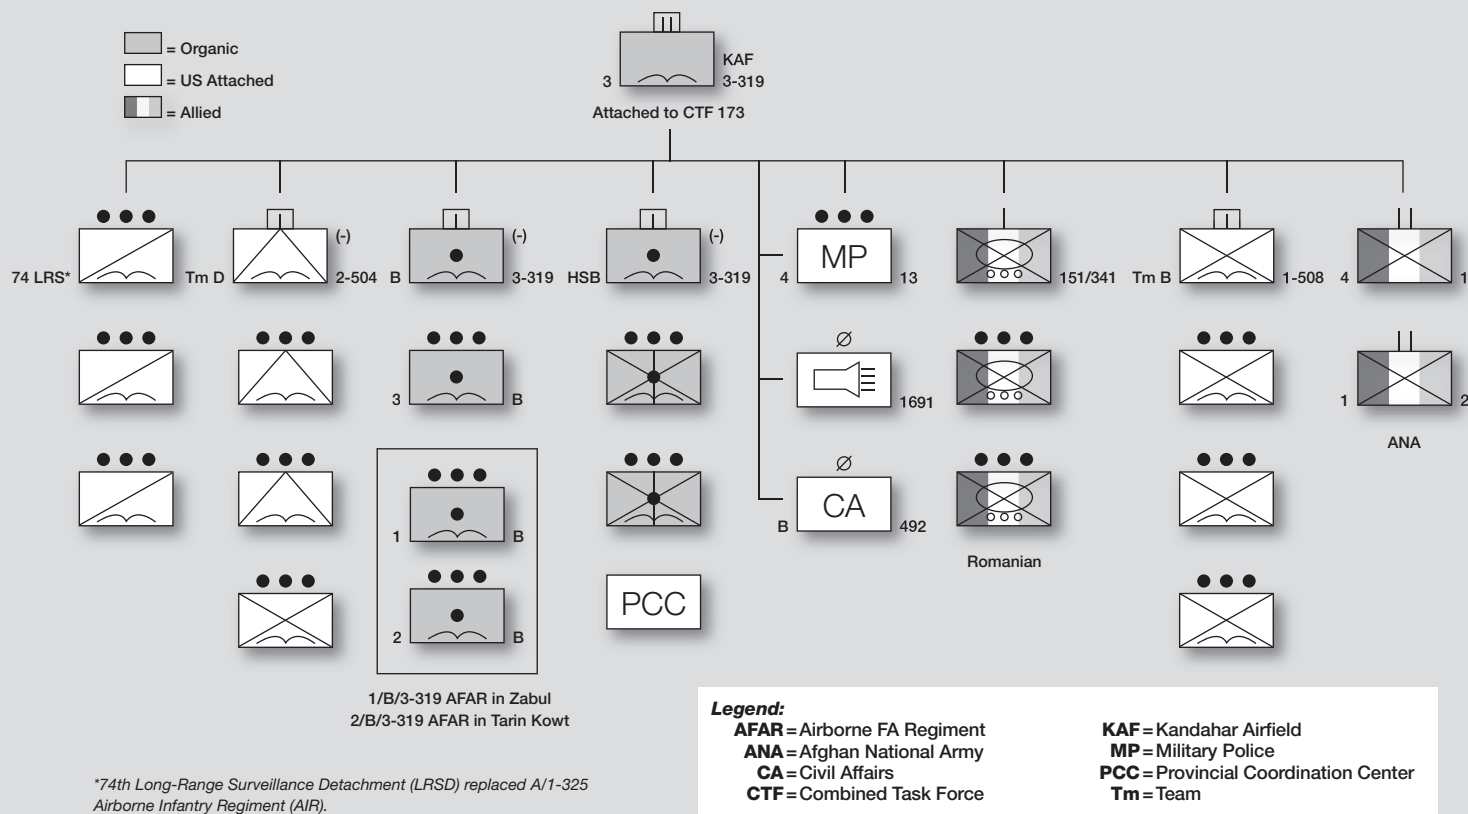 = Organic
= US Attached
= Allied
KAF
3 3-319
Attached to CTF 173
74 LRS*
Tm D (-) 2-504
B (-) 3-319
HSB (-) 3-319
4 MP 13
151/341
Tm B 1-508
4 1
3 B
1691
1 2
ANA
1 B
B CA 492
Romanian
2 B
PCC
1/B/3-319 AFAR in Zabul
2/B/3-319 AFAR in Tarin Kowt
*74th Long-Range Surveillance Detachment (LRSD) replaced A/1-325
Airborne Infantry Regiment (AIR).
Legend:
AFAR = Airborne FA Regiment
ANA = Afghan National Army
CA = Civil Affairs
CTF = Combined Task Force
KAF = Kandahar Airfield
MP = Military Police
PCC = Provincial Coordination Center
Tm = Team